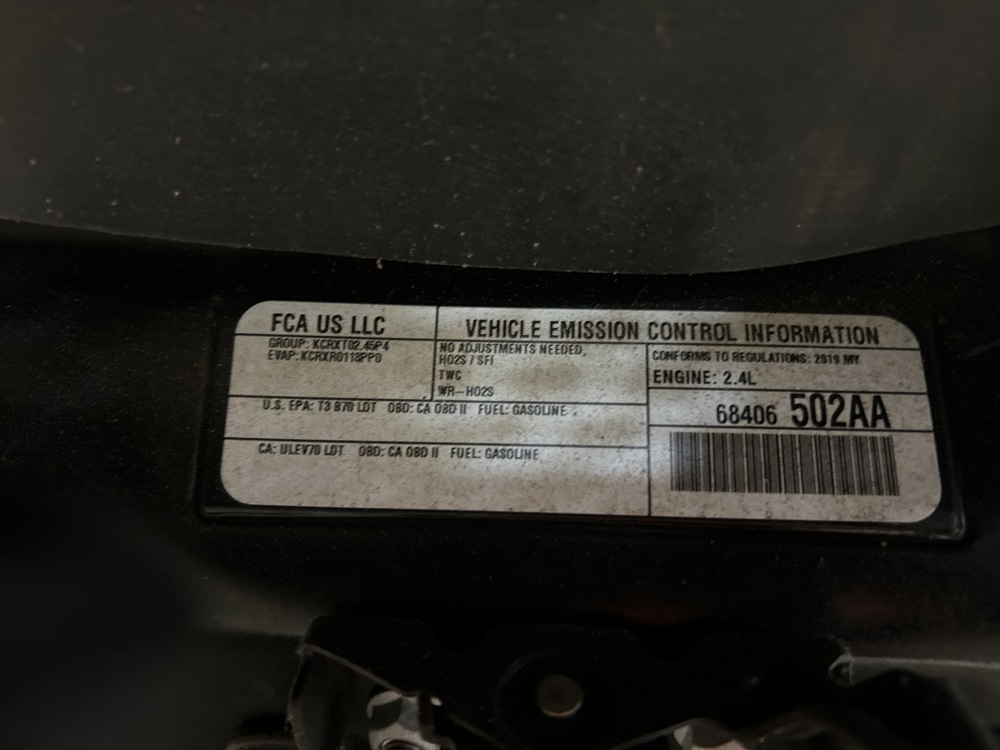 FCA US LLC
VEHICLE EMISSION CONTROL INFORMATION
GROUP: KCRXT02.45P4
EVAP: KCRXR0118PP0
NO ADJUSTMENTS NEEDED.
HO2S / SFI
TWC
WR-HO2S
CONFORMS TO REGULATIONS: 2019 MY
ENGINE: 2.4L
U.S. EPA: T3 B70 LDT OBD: CA OBD II FUEL: GASOLINE
68406 502AA
CA: ULEV70 LDT OBD: CA OBD II FUEL: GASOLINE